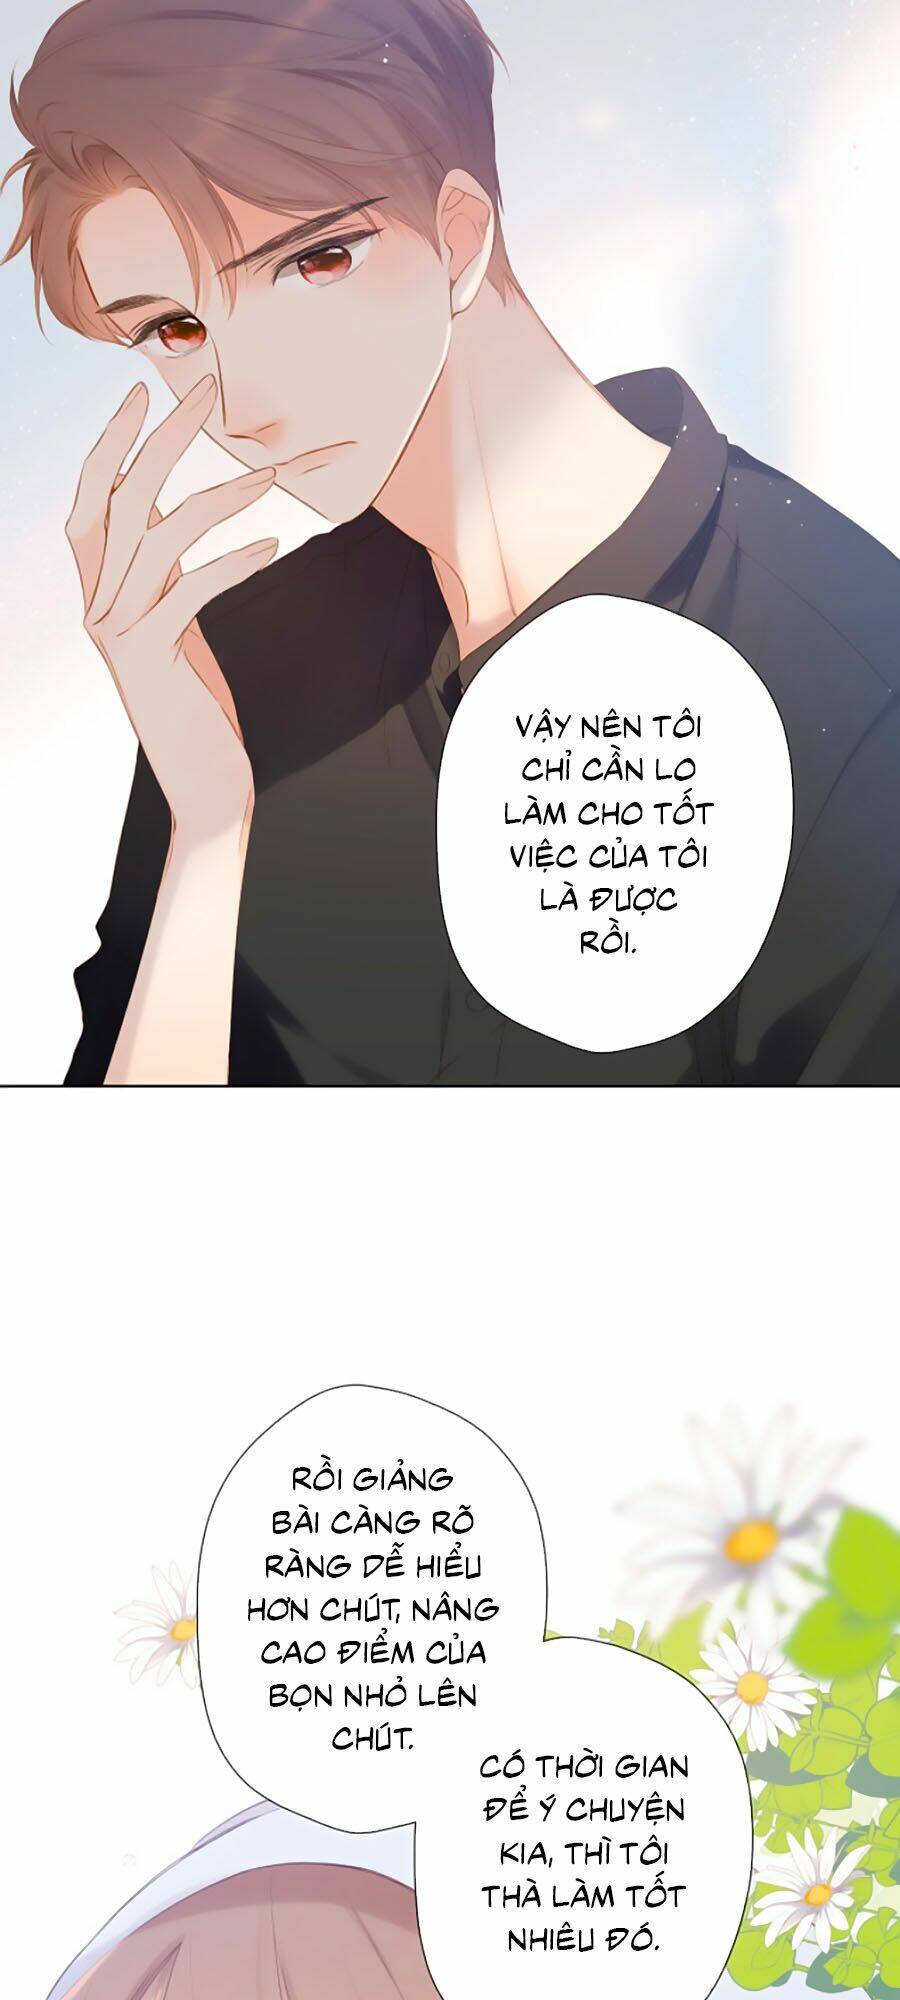 VẬY NÊN TÔI
CHỈ CẦN LO
LÀM CHO TỐT
VIỆC CỦA TÔI
LÀ ĐƯỢC
RỒI.
RỒI GIẢNG
BÀI CÀNG RÕ
RÀNG DỄ HIỂU
HƠN CHÚT, NÂNG
CAO ĐIỂM CỦA
BỌN NHỎ LÊN
CHÚT.
CÓ THỜI GIAN
ĐỂ Ý CHUYỆN
KIA, THÌ TÔI
THÀ LÀM TỐT
NHIÊU ĐÓ.